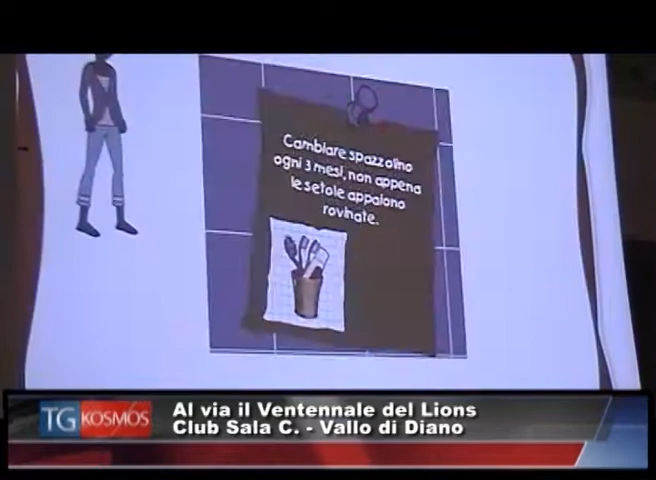 Cambiare spazzolino
ogni 3 mesi, non appena
le setole appaiono
rovinate.
TG KOSMOS
Al via il Ventennale del Lions
Club Sala C. - Vallo di Diano